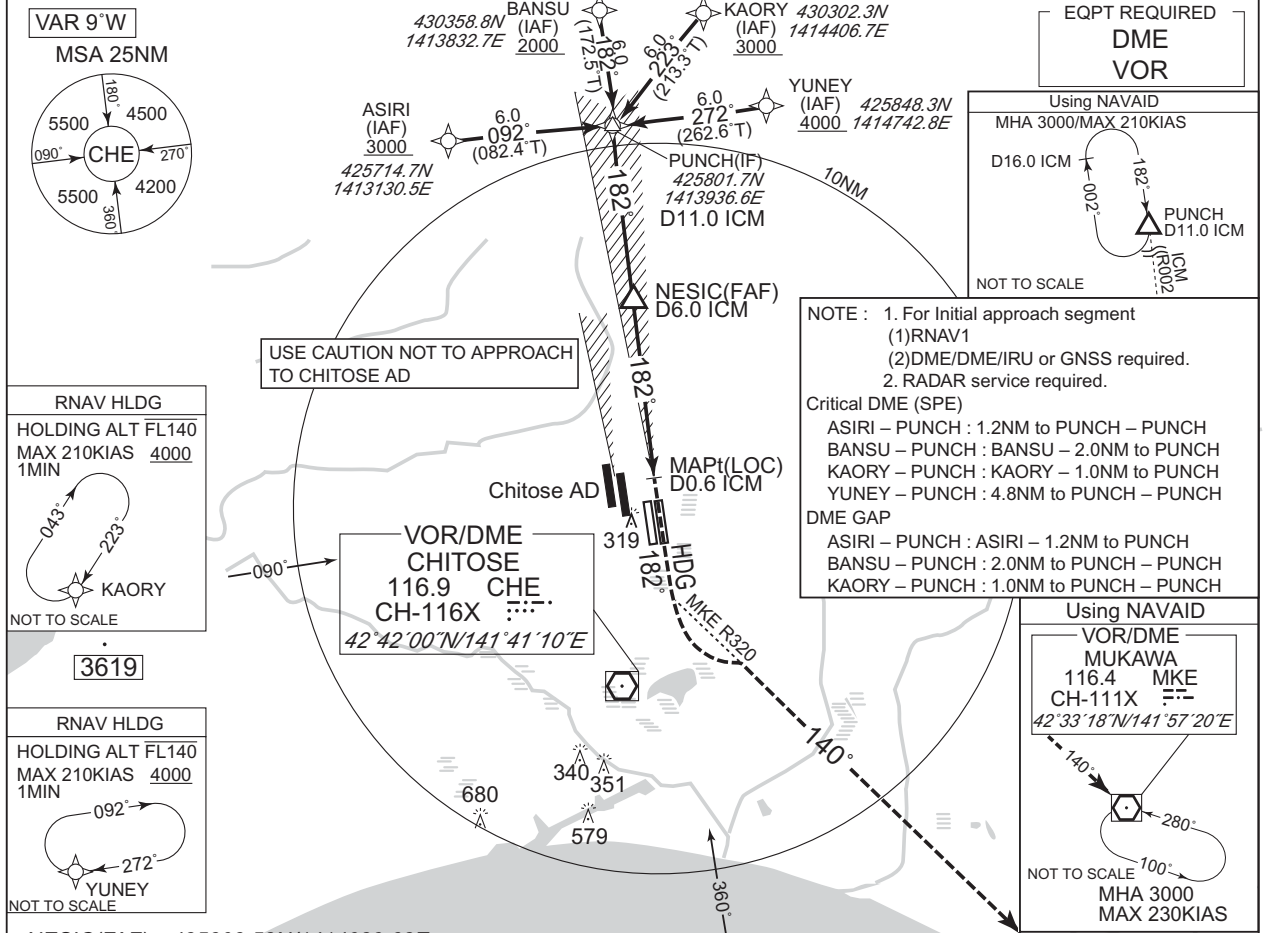 VAR 9°W
MSA 25NM
180°
4500
5500
090°
CHE
270°
5500
4200
360°
430358.8N
1413832.7E
BANSU
(IAF)
2000
6.0
182°
(172.5°T)
KAORY
(IAF)
3000
430302.3N
1414406.7E
6.0
223°
(213.3°T)
YUNEY
(IAF)
4000
425848.3N
1414742.8E
6.0
272°
(262.6°T)
ASIRI
(IAF)
3000
425714.7N
1413130.5E
6.0
092°
(082.4°T)
PUNCH(IF)
425801.7N
1413936.6E
D11.0 ICM
10NM
182°
NESIC(FAF)
D6.0 ICM
182°
EQPT REQUIRED
DME
VOR
Using NAVAID
MHA 3000/MAX 210KIAS
D16.0 ICM
182°
002°
PUNCH
D11.0 ICM
ICM
R002
NOT TO SCALE
NOTE : 1. For Initial approach segment
(1)RNAV1
(2)DME/DME/IRU or GNSS required.
2. RADAR service required.
Critical DME (SPE)
ASIRI – PUNCH : 1.2NM to PUNCH – PUNCH
BANSU – PUNCH : BANSU – 2.0NM to PUNCH
KAORY – PUNCH : KAORY – 1.0NM to PUNCH
YUNEY – PUNCH : 4.8NM to PUNCH – PUNCH
DME GAP
ASIRI – PUNCH : ASIRI – 1.2NM to PUNCH
BANSU – PUNCH : 2.0NM to PUNCH – PUNCH
KAORY – PUNCH : 1.0NM to PUNCH – PUNCH
USE CAUTION NOT TO APPROACH
TO CHITOSE AD
RNAV HLDG
HOLDING ALT FL140
MAX 210KIAS 4000
1MIN
043°
223°
KAORY
NOT TO SCALE
3619
RNAV HLDG
HOLDING ALT FL140
MAX 210KIAS 4000
1MIN
092°
272°
YUNEY
NOT TO SCALE
MAPt(LOC)
D0.6 ICM
Chitose AD
319
HDG
182°
MKE R320
090°
VOR/DME
CHITOSE
116.9 CHE
CH-116X
42°42′00″N/141°41′10″E
340
351
680
579
140°
360°
Using NAVAID
VOR/DME
MUKAWA
116.4 MKE
CH-111X
42°33′18″N/141°57′20″E
140°
280°
100°
NOT TO SCALE
MHA 3000
MAX 230KIAS